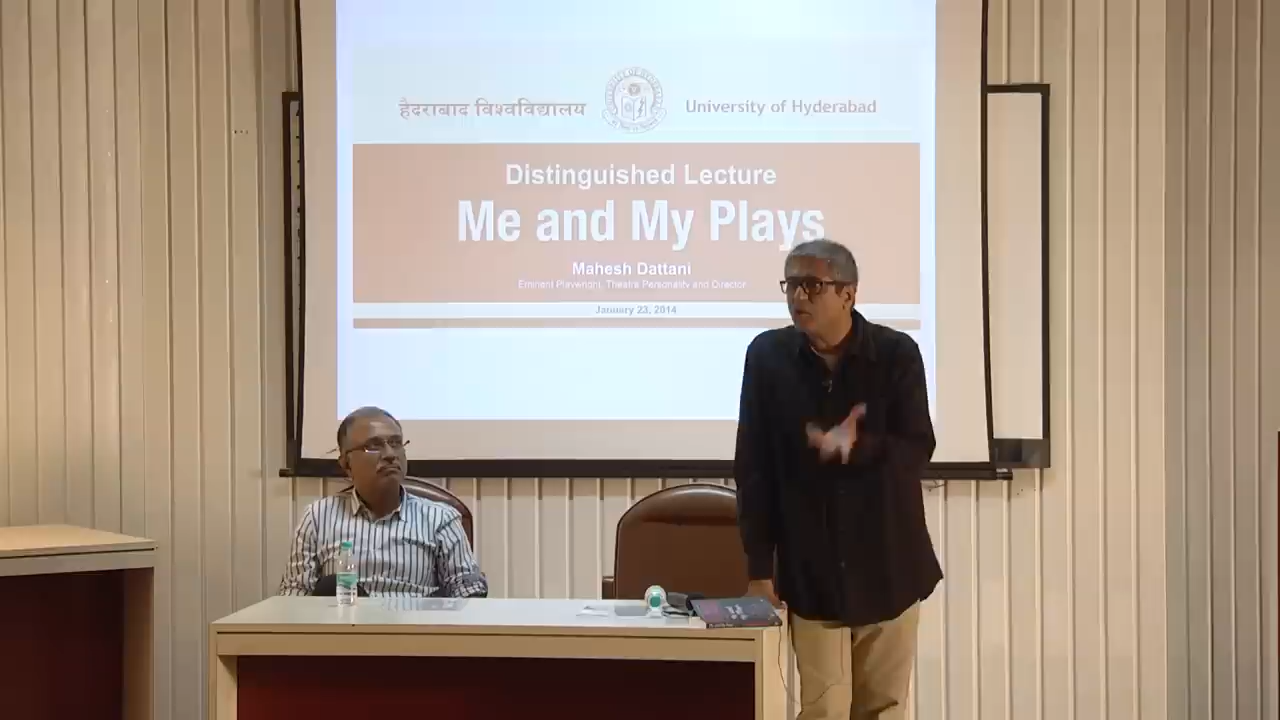 हैदराबाद विश्वविद्यालय
University of Hyderabad
Distinguished Lecture
Me and My Plays
Mahesh Dattani
Eminent Playwright, Theatre Personality and Director
January 23, 2014